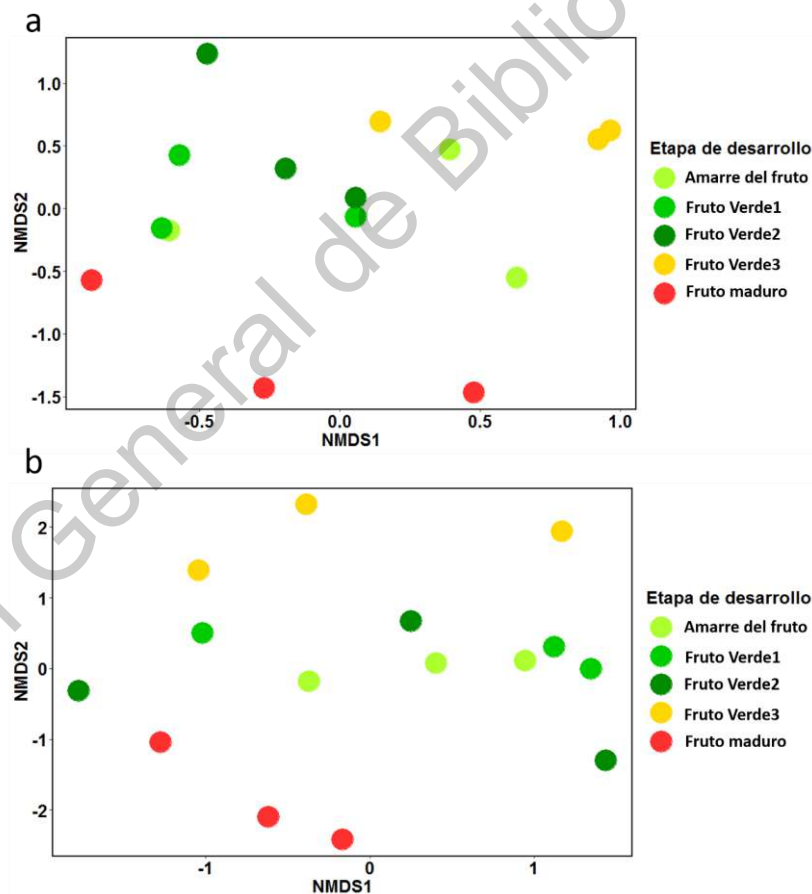 a
1.0
0.5
0.0
-0.5
-1.0
-1.5
NMDS2
-0.5 0.0 0.5 1.0
NMDS1
Etapa de desarrollo
Amarre del fruto
Fruto Verde1
Fruto Verde2
Fruto Verde3
Fruto maduro
b
2
1
0
-1
-2
NMDS2
-1 0 1
NMDS1
Etapa de desarrollo
Amarre del fruto
Fruto Verde1
Fruto Verde2
Fruto Verde3
Fruto maduro
General de Biblio